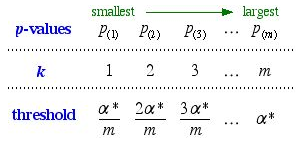 smallest → largest
p-values p(1) p(2) p(3) ... p(m)
k 1 2 3 ... m
threshold α*/m 2α*/m 3α*/m ... α*